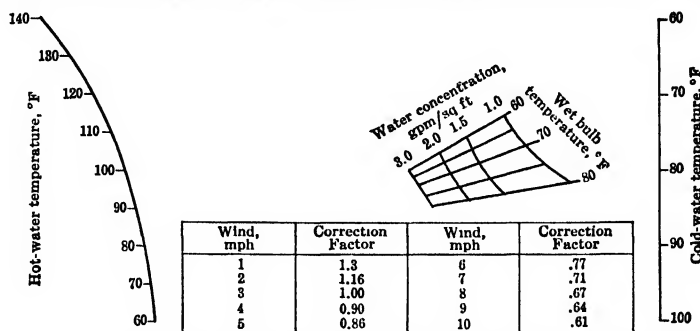 Hot-water temperature, °F
140
130
120
110
100
90
80
70
60
Water concentration,
gpm/sq ft
3.0 2.0 1.5 1.0
Wet bulb
temperature, °F
60
70
80
60
70
80
90
100
Cold-water temperature, °F
Wind, mph Correction Factor Wind, mph Correction Factor
1 1.3 6 .77
2 1.16 7 .71
3 1.00 8 .67
4 0.90 9 .64
5 0.86 10 .61